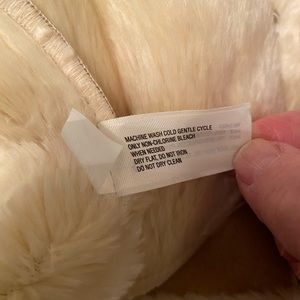 MACHINE WASH COLD GENTLE CYCLE
ONLY NON-CHLORINE BLEACH
WHEN NEEDED
DRY FLAT, DO NOT IRON
DO NOT DRY CLEAN